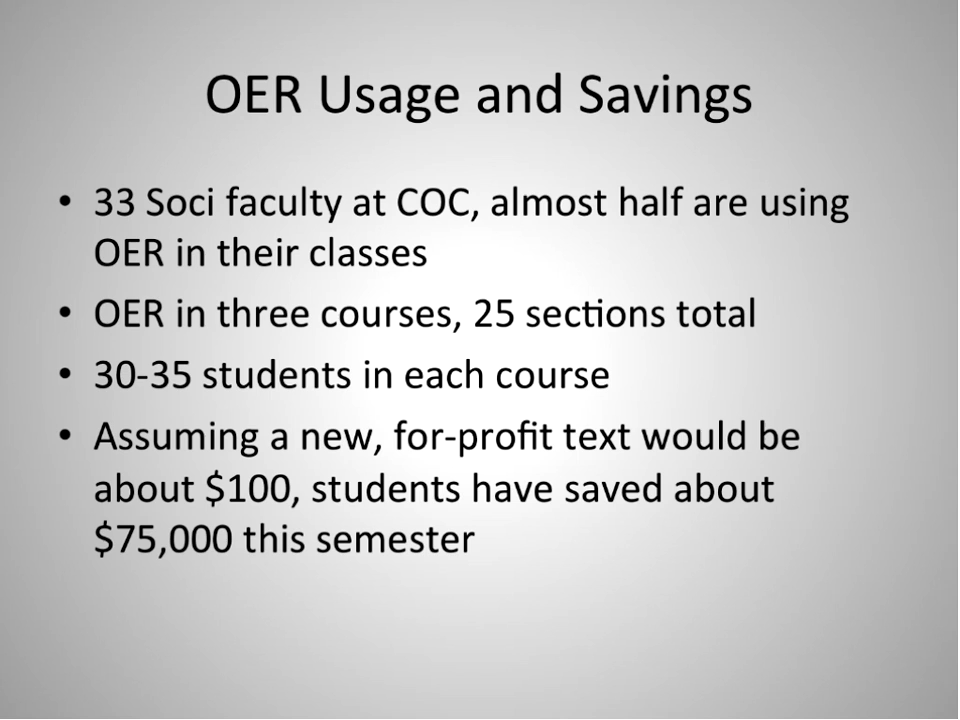 OER Usage and Savings
• 33 Soci faculty at COC, almost half are using
OER in their classes
• OER in three courses, 25 sections total
• 30-35 students in each course
• Assuming a new, for-profit text would be
about $100, students have saved about
$75,000 this semester